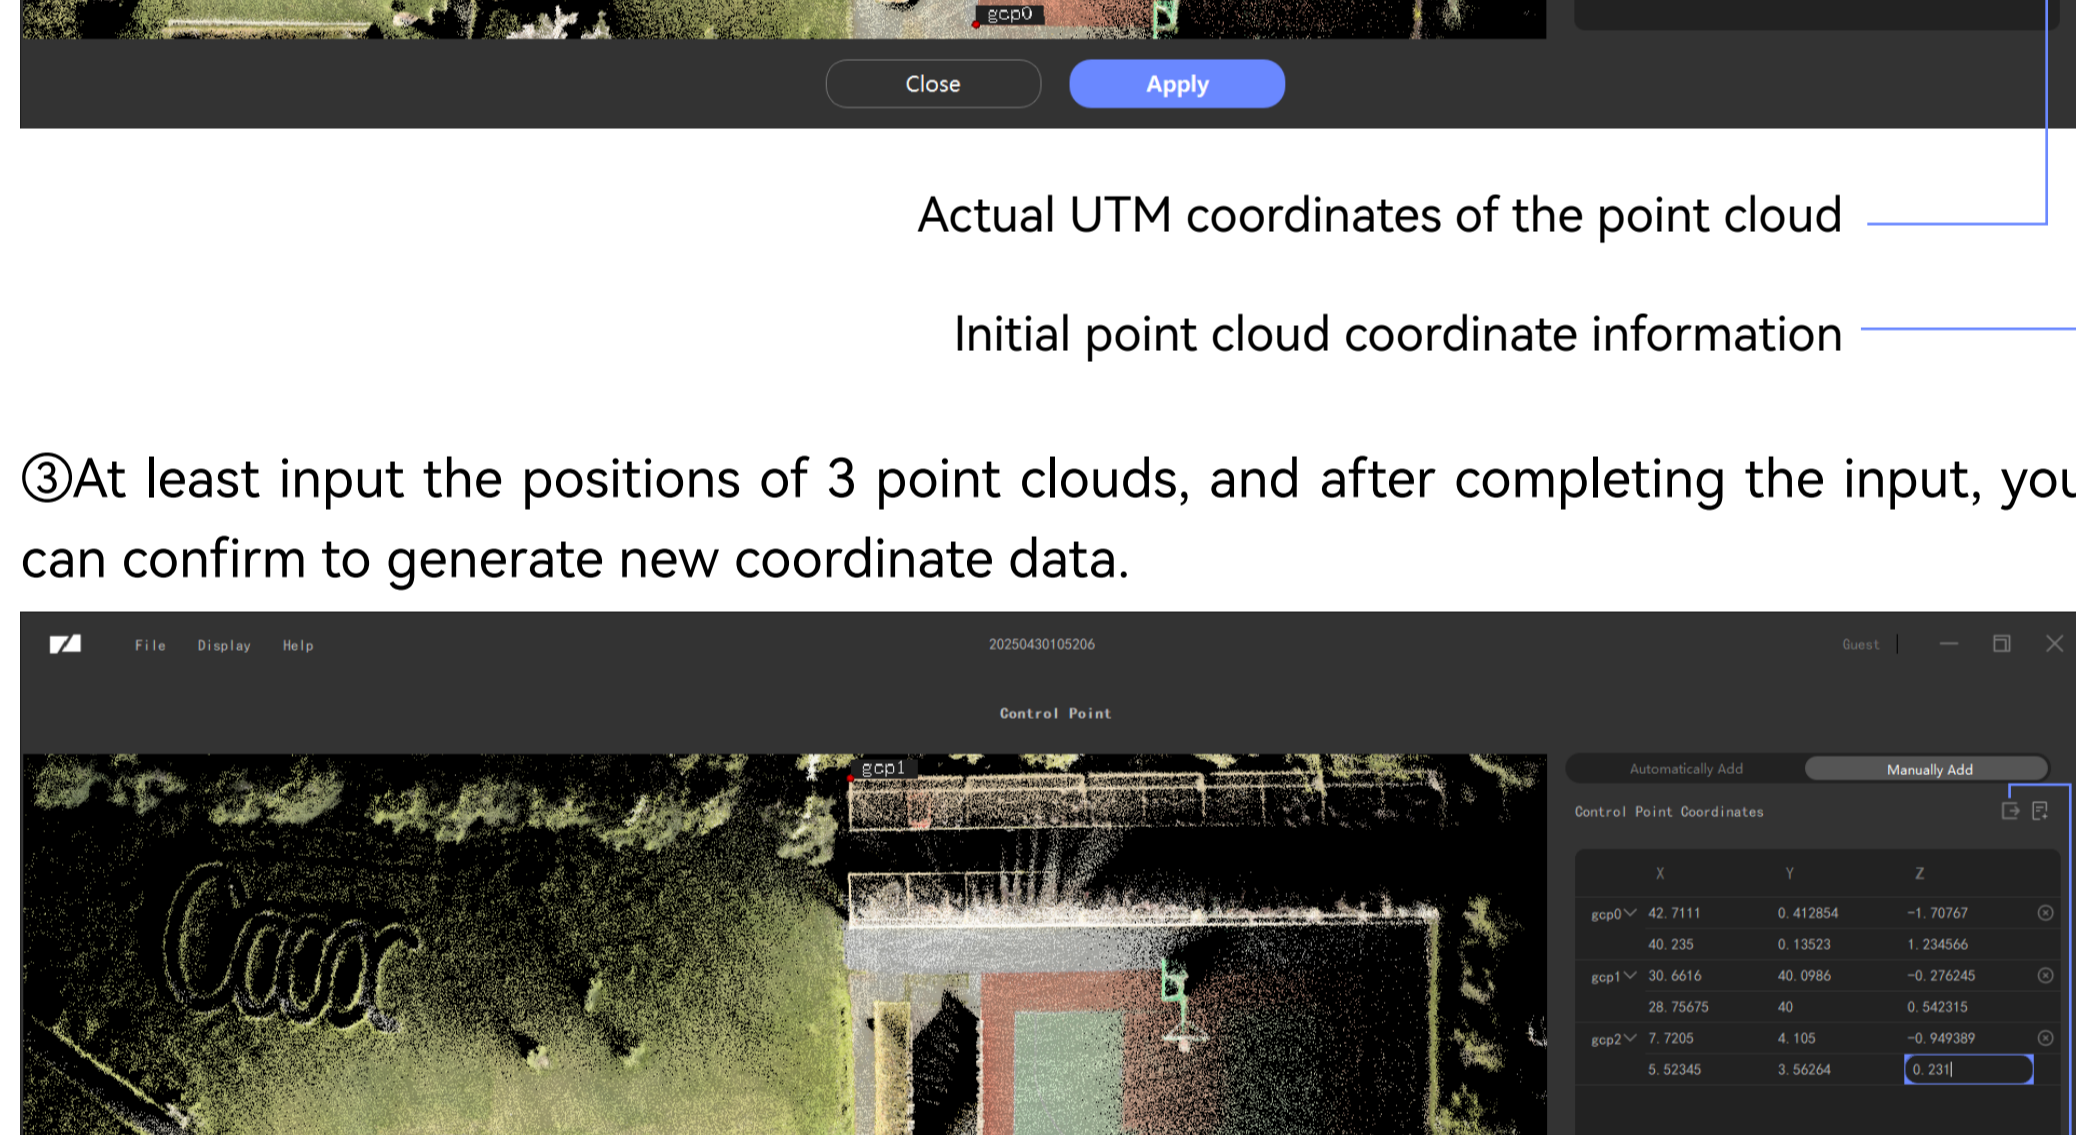 gcp0
Close
Apply
Actual UTM coordinates of the point cloud
Initial point cloud coordinate information
③At least input the positions of 3 point clouds, and after completing the input, you
can confirm to generate new coordinate data.
File Display Help 20250430105206 Guest
Control Point
gcp1
Automatically Add Manually Add
Control Point Coordinates
X Y Z
gcp0 42.7111 0.412854 -1.70767
40.235 0.13523 1.234566
gcp1 30.6616 40.0986 -0.276245
28.75675 40 0.542315
gcp2 7.7205 4.105 -0.949389
5.52345 3.56264 0.231